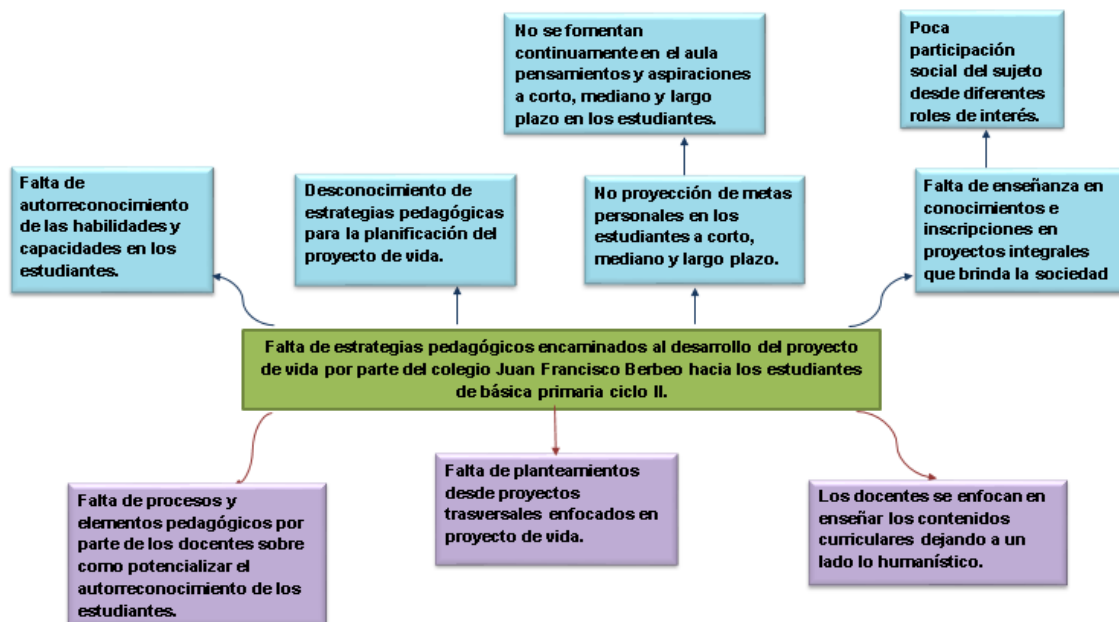 No se fomentan
continuamente en el aula
pensamientos y aspiraciones
a corto, mediano y largo
plazo en los estudiantes.
Poca
participación
social del sujeto
desde diferentes
roles de interés.
Falta de
autorreconocimiento
de las habilidades y
capacidades en los
estudiantes.
Desconocimiento de
estrategias pedagógicas
para la planificación del
proyecto de vida.
No proyección de metas
personales en los
estudiantes a corto,
mediano y largo plazo.
Falta de enseñanza en
conocimientos e
inscripciones en
proyectos integrales
que brinda la sociedad
Falta de estrategias pedagógicos encaminados al desarrollo del proyecto
de vida por parte del colegio Juan Francisco Berbeo hacia los estudiantes
de básica primaria ciclo II.
Falta de procesos y
elementos pedagógicos por
parte de los docentes sobre
como potencializar el
autorreconocimiento de los
estudiantes.
Falta de planteamientos
desde proyectos
trasversales enfocados en
proyecto de vida.
Los docentes se enfocan en
enseñar los contenidos
curriculares dejando a un
lado lo humanístico.